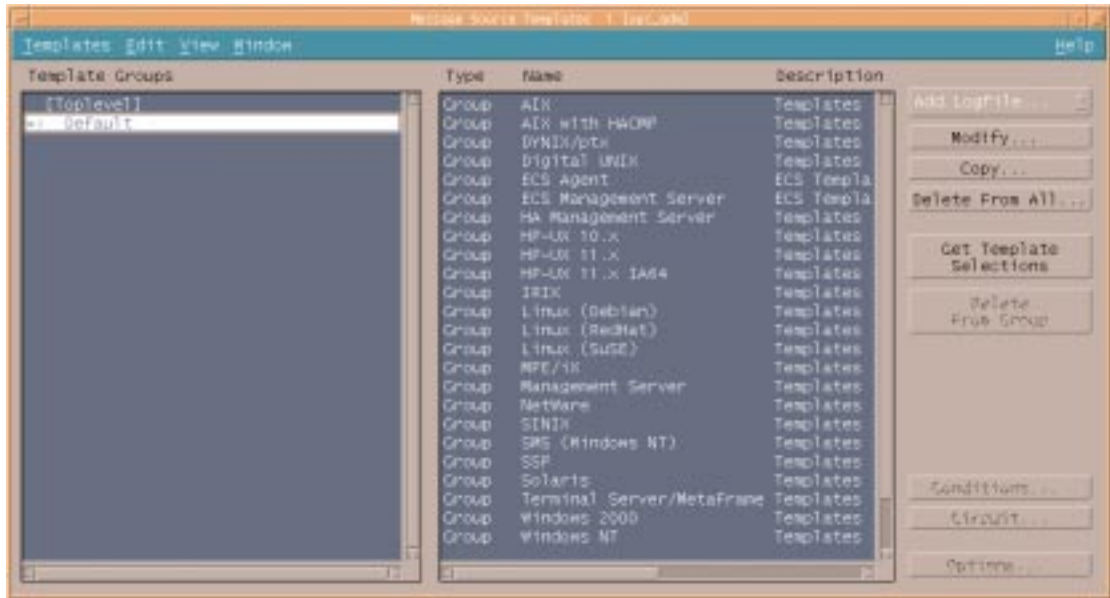 Message Source Templates
Templates Edit View Window Help
Template Groups
[Toplevel]
Default
Type Name Description
Group AIX Templates
Group AIX with HACMP Templates
Group DYNIX/ptx Templates
Group Digital UNIX Templates
Group ECS Agent ECS Templa
Group ECS Management Server ECS Templa
Group HA Management Server Templates
Group HP-UX 10.x Templates
Group HP-UX 11.x Templates
Group HP-UX 11.x IA64 Templates
Group IRIX Templates
Group Linux (Debian) Templates
Group Linux (RedHat) Templates
Group Linux (SuSE) Templates
Group MPE/iX Templates
Group Management Server Templates
Group NetWare Templates
Group SINIX Templates
Group SMS (Windows NT) Templates
Group SSP Templates
Group Solaris Templates
Group Terminal Server/MetaFrame Templates
Group Windows 2000 Templates
Group Windows NT Templates
Add Logfile...
Modify...
Copy...
Delete From All...
Get Template
Selections
Delete
From Group
Conditions...
Circuit...
Options...